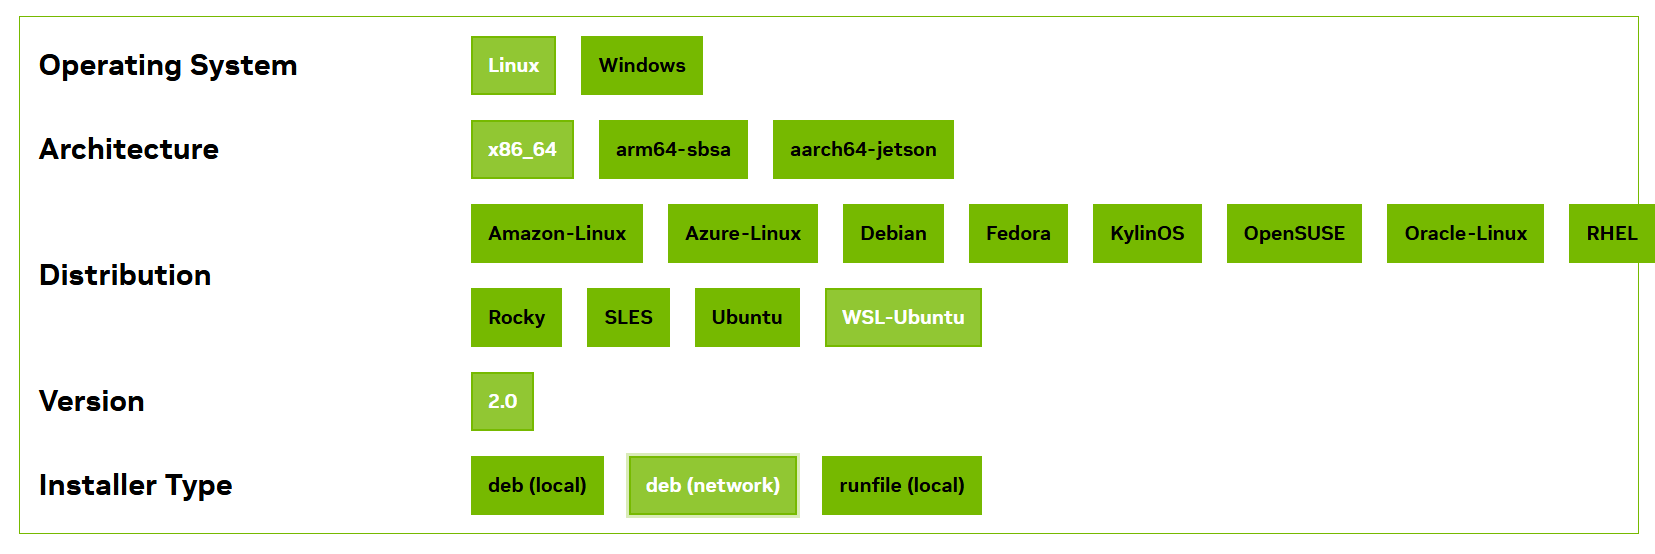 Operating System
Linux Windows
Architecture
x86_64 arm64-sbsa aarch64-jetson
Distribution
Amazon-Linux Azure-Linux Debian Fedora KylinOS OpenSUSE Oracle-Linux RHEL
Rocky SLES Ubuntu WSL-Ubuntu
Version
2.0
Installer Type
deb (local) deb (network) runfile (local)